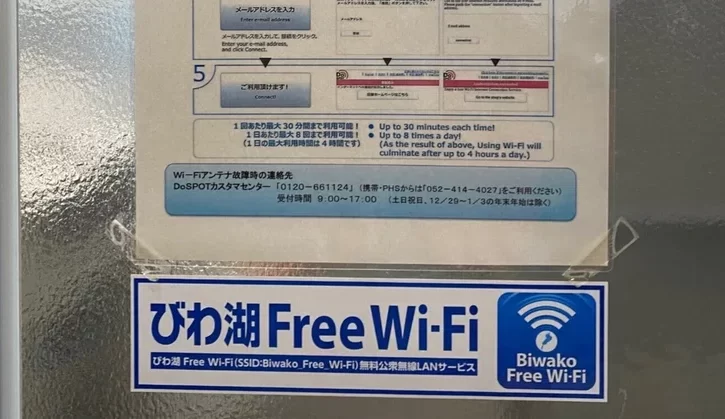 メールアドレスを入力
Enter e-mail address
メールアドレスを入力して、接続をクリック。
Enter your e-mail address,
and click Connect.
5
ご利用頂けます!
Connect!
1回あたり最大30分間まで利用可能!
1日あたり最大8回まで利用可能!
(1日の最大利用時間は4時間です)
● Up to 30 minutes each time!
● Up to 8 times a day!
(As the result of above, Using Wi-Fi will
culminate after up to 4 hours a day.)
Wi-Fiアンテナ故障時の連絡先
DoSPOTカスタマセンター 「0120-661124」 (携帯・PHSからは「052-414-4027」をご利用ください)
受付時間 9:00~17:00 (土日祝日、12/29~1/3の年末年始は除く)
びわ湖 Free Wi-Fi
びわ湖 Free Wi-Fi(SSID:Biwako_Free_Wi-Fi)無料公衆無線LANサービス
Biwako
Free Wi-Fi